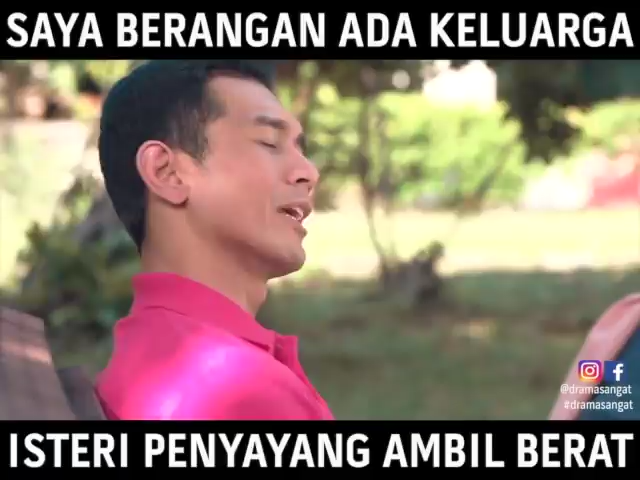 SAYA BERANGAN ADA KELUARGA
@dramasangat
#dramasangat
ISTERI PENYAYANG AMBIL BERAT